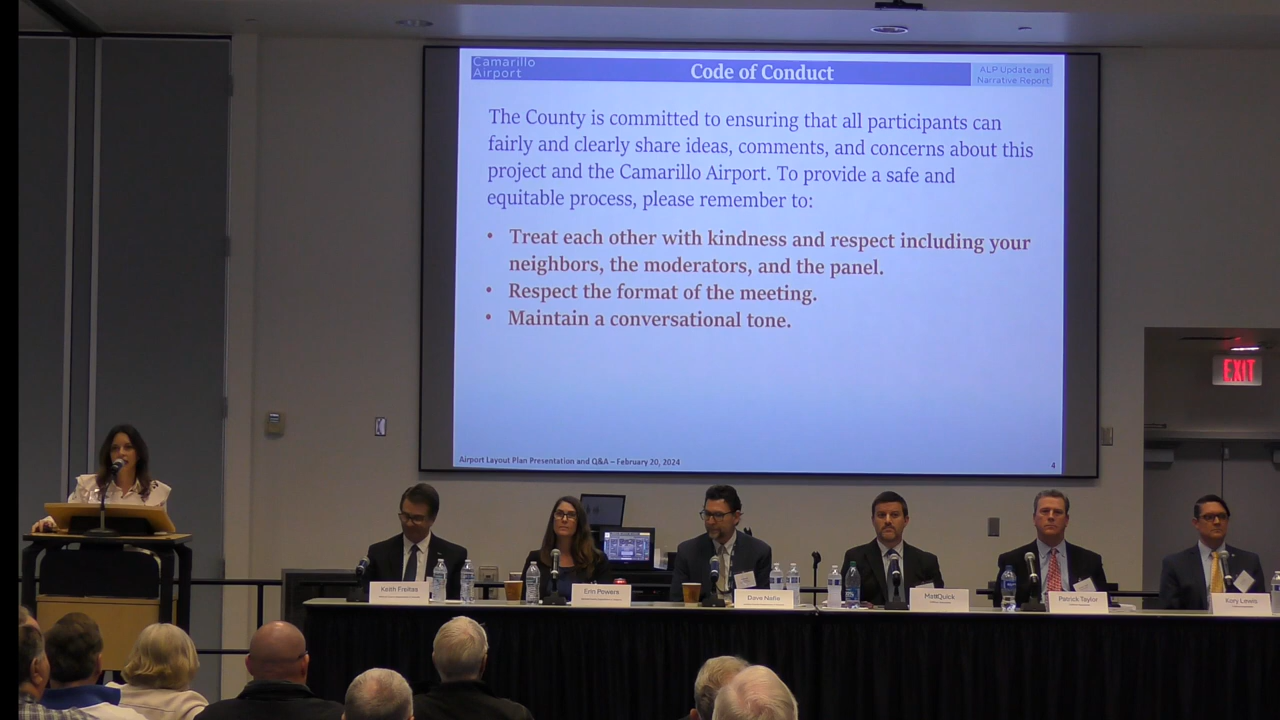 Camarillo
Airport
Code of Conduct
ALP Update and
Narrative Report
The County is committed to ensuring that all participants can
fairly and clearly share ideas, comments, and concerns about this
project and the Camarillo Airport. To provide a safe and
equitable process, please remember to:
• Treat each other with kindness and respect including your
neighbors, the moderators, and the panel.
• Respect the format of the meeting.
• Maintain a conversational tone.
Airport Layout Plan Presentation and Q&A – February 20, 2024
4
EXIT
Keith Freitas
Erin Powers
Dave Nafie
Matt Quick
Patrick Taylor
Kory Lewis